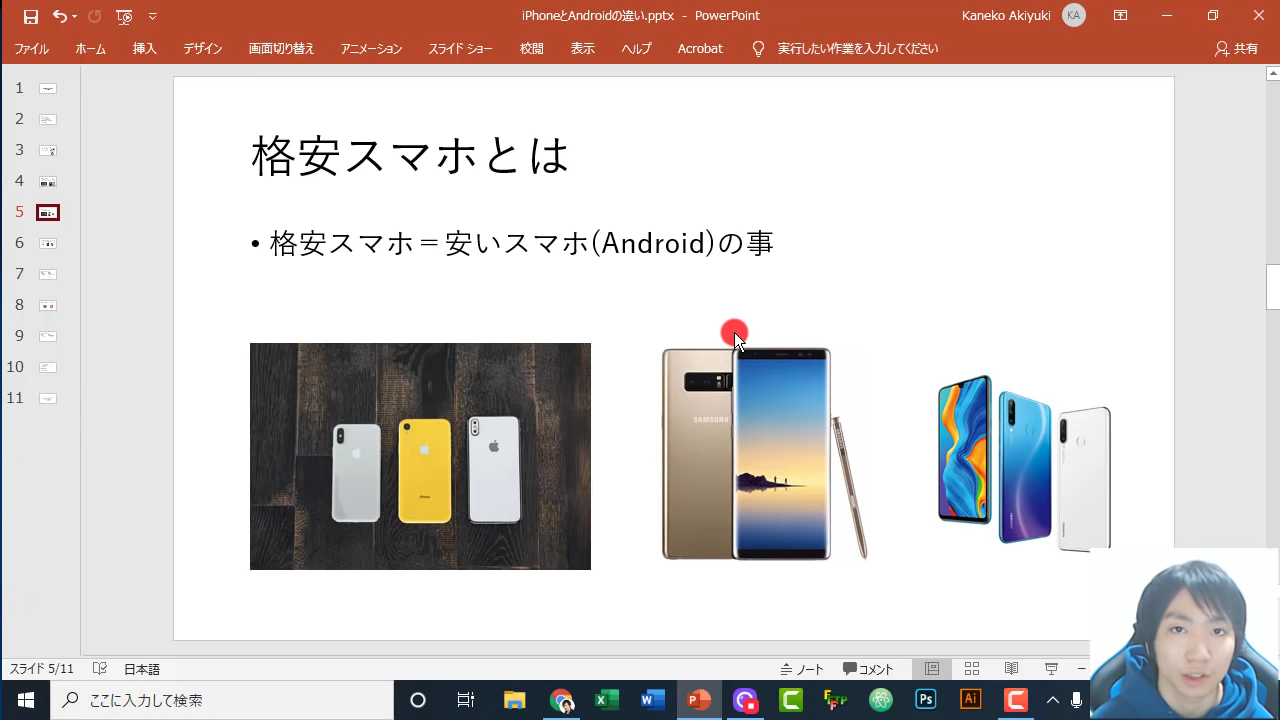 iPhoneとAndroidの違い.pptx - PowerPoint
Kaneko Akiyuki
KA
ファイル ホーム 挿入 デザイン 画面切り替え アニメーション スライド ショー 校閲 表示 ヘルプ Acrobat 実行したい作業を入力してください 共有
1
2
3
4
5
6
7
8
9
10
11
格安スマホとは
• 格安スマホ＝安いスマホ(Android)の事
SAMSUNG
iPhone
スライド 5/11 日本語 ノート コメント
ここに入力して検索
Ps
Ai